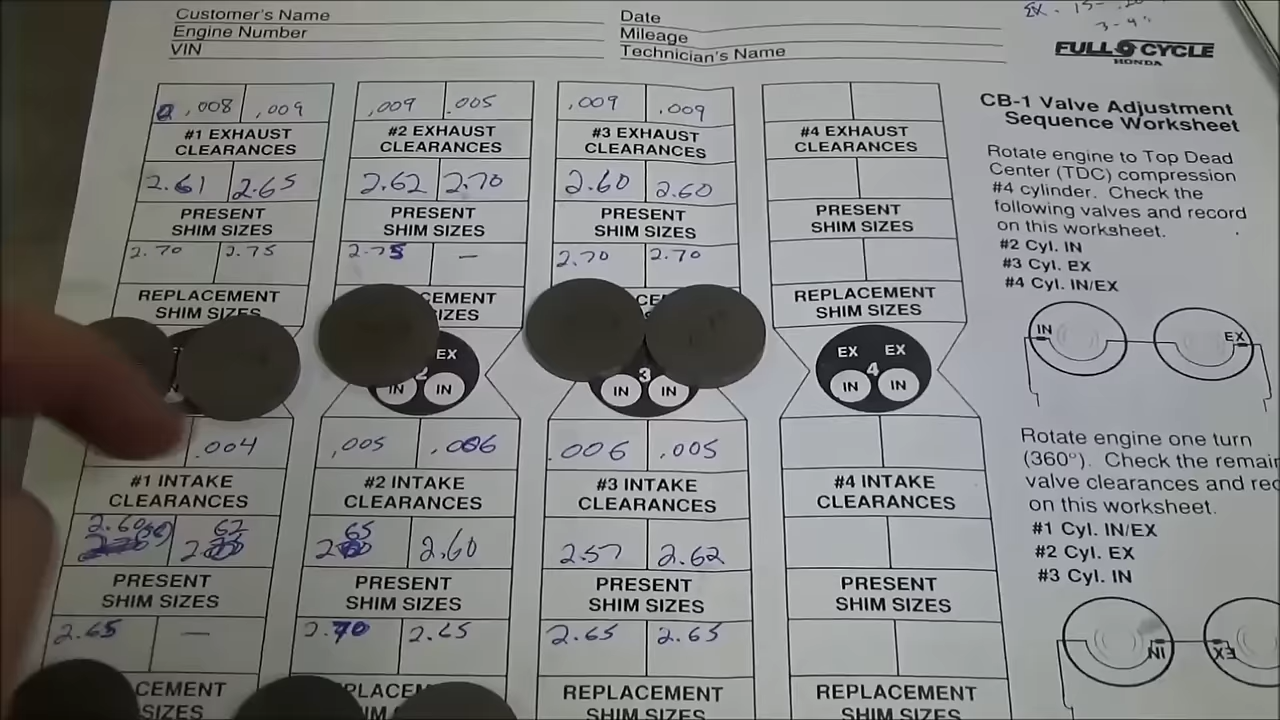 Customer's Name
Engine Number
VIN
Date
Mileage
Technician's Name
EX
FULL CYCLE
HONDA
.008 .009
#1 EXHAUST
CLEARANCES
2.61 2.65
PRESENT
SHIM SIZES
2.70 2.75
REPLACEMENT
SHIM SIZES
.009 .005
#2 EXHAUST
CLEARANCES
2.62 2.70
PRESENT
SHIM SIZES
2.75 —
CEMENT
SIZES
.009 .009
#3 EXHAUST
CLEARANCES
2.60 2.60
PRESENT
SHIM SIZES
2.70 2.70
#4 EXHAUST
CLEARANCES
PRESENT
SHIM SIZES
REPLACEMENT
SHIM SIZES
EX
IN IN
3
IN IN
EX EX
4
IN IN
.004
#1 INTAKE
CLEARANCES
2.60 62
PRESENT
SHIM SIZES
2.65 —
CEMENT
SIZES
.005 .006
#2 INTAKE
CLEARANCES
65 2.60
PRESENT
SHIM SIZES
2.70 2.65
PLACEM
.006 .005
#3 INTAKE
CLEARANCES
2.57 2.62
PRESENT
SHIM SIZES
2.65 2.65
REPLACEMENT
SHIM SIZES
#4 INTAKE
CLEARANCES
PRESENT
SHIM SIZES
REPLACEMENT
SHIM SIZES
CB-1 Valve Adjustment
Sequence Worksheet
Rotate engine to Top Dead
Center (TDC) compression
#4 cylinder. Check the
following valves and record
on this worksheet.
#2 Cyl. IN
#3 Cyl. EX
#4 Cyl. IN/EX
IN EX
Rotate engine one turn
(360°). Check the remai
valve clearances and rec
on this worksheet.
#1 Cyl. IN/EX
#2 Cyl. EX
#3 Cyl. IN
IN EX